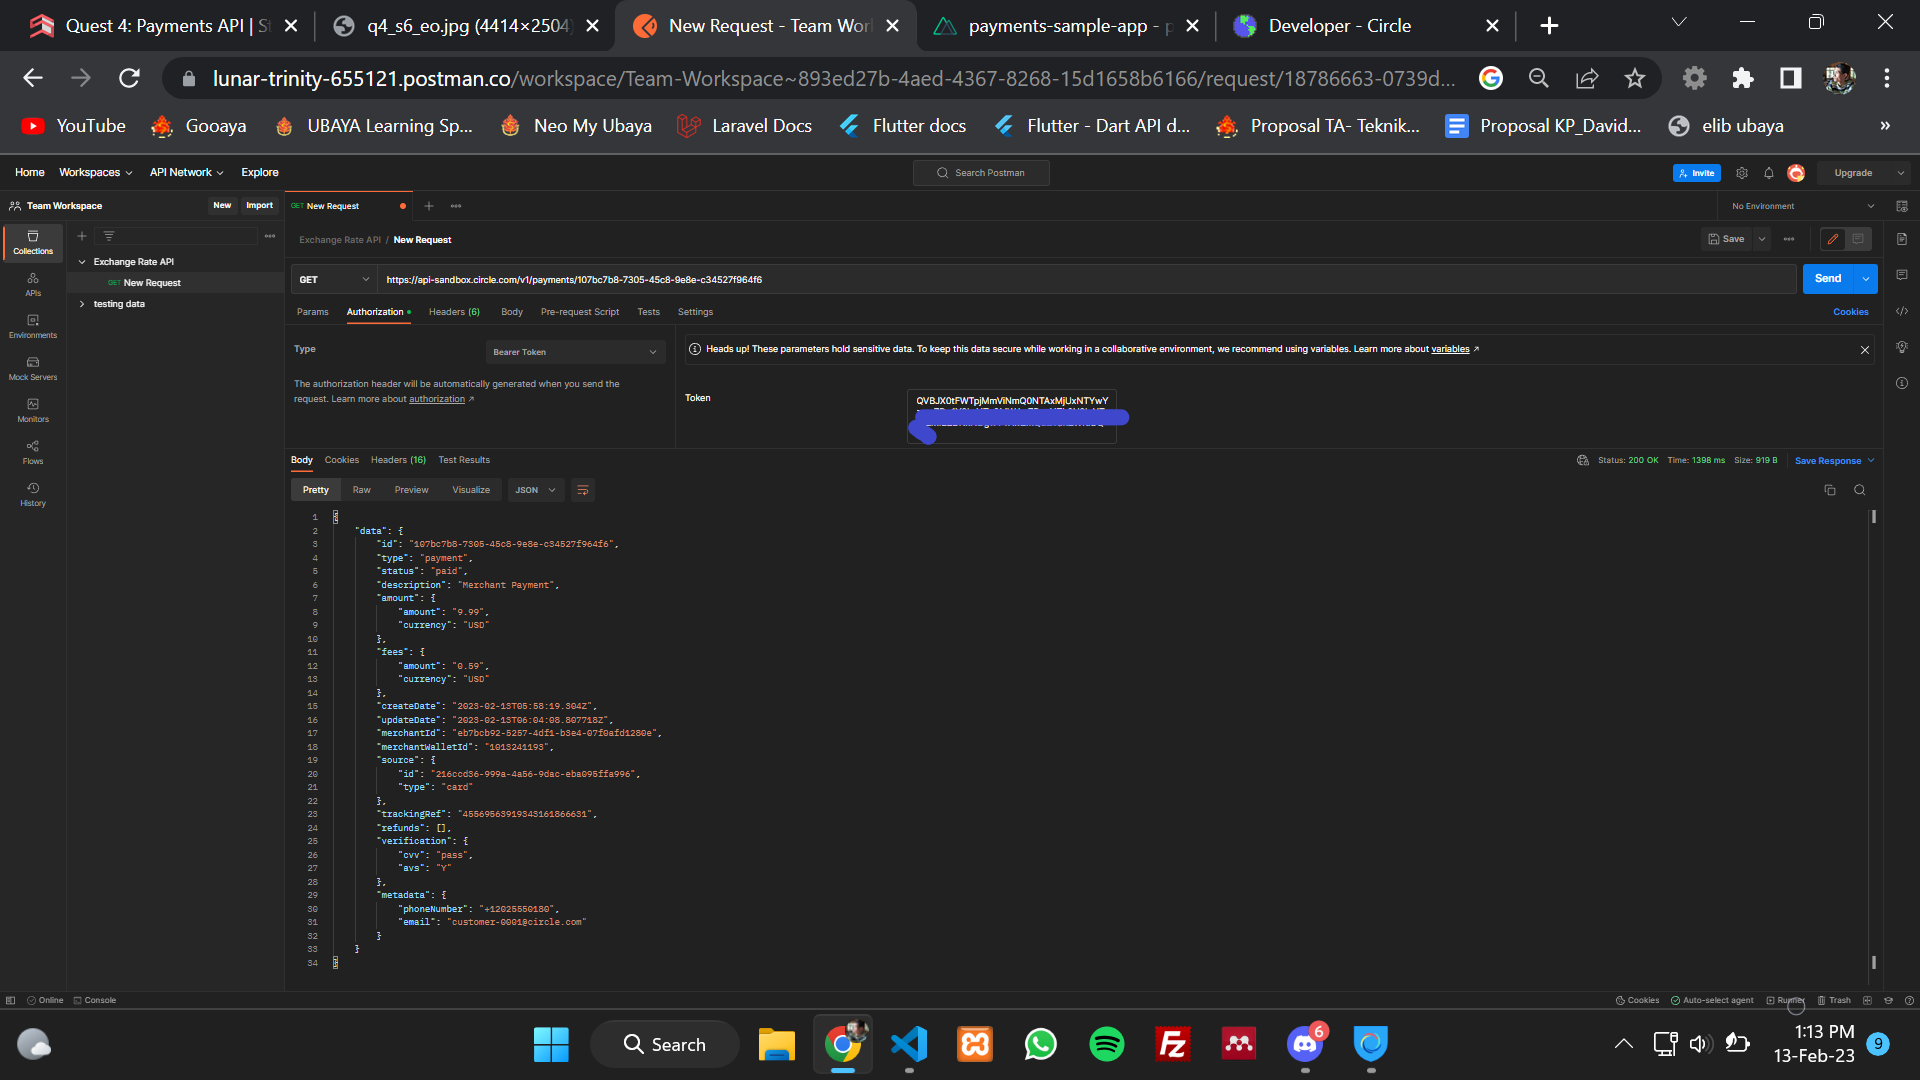 Quest 4: Payments API | St
q4_s6_eo.jpg (4414×2504)
New Request - Team Wor
payments-sample-app - p
Developer - Circle
lunar-trinity-655121.postman.co/workspace/Team-Workspace~893ed27b-4aed-4367-8268-15d1658b6166/request/18786663-0739d...
YouTube
Gooaya
UBAYA Learning Sp...
Neo My Ubaya
Laravel Docs
Flutter docs
Flutter - Dart API d...
Proposal TA- Teknik...
Proposal KP_David...
elib ubaya
»
Home
Workspaces
API Network
Explore
Search Postman
Invite
Upgrade
Team Workspace
New
Import
GET New Request
No Environment
Exchange Rate API / New Request
Save
Collections
APIs
Environments
Mock Servers
Monitors
Flows
History
Exchange Rate API
GET New Request
testing data
GET
https://api-sandbox.circle.com/v1/payments/107bc7b8-7305-45c8-9e8e-c34527f964f6
Send
Params
Authorization
Headers (6)
Body
Pre-request Script
Tests
Settings
Cookies
Type
Bearer Token
The authorization header will be automatically generated when you send the
request. Learn more about authorization ↗
Heads up! These parameters hold sensitive data. To keep this data secure while working in a collaborative environment, we recommend using variables. Learn more about variables ↗
Token
QVBJX0tFWTpjMmViNmQ0NTAxMjUxNTYwY
Body
Cookies
Headers (16)
Test Results
Status: 200 OK
Time: 1398 ms
Size: 919 B
Save Response
Pretty
Raw
Preview
Visualize
JSON
1 {
2 "data": {
3 "id": "107bc7b8-7305-45c8-9e8e-c34527f964f6",
4 "type": "payment",
5 "status": "paid",
6 "description": "Merchant Payment",
7 "amount": {
8 "amount": "9.99",
9 "currency": "USD"
10 },
11 "fees": {
12 "amount": "0.59",
13 "currency": "USD"
14 },
15 "createDate": "2023-02-13T05:58:19.304Z",
16 "updateDate": "2023-02-13T06:04:08.807718Z",
17 "merchantId": "eb7bcb92-5257-4df1-b3e4-07f0afd1280e",
18 "merchantWalletId": "1013241193",
19 "source": {
20 "id": "216ccd36-999a-4a56-9dac-eba095ffa996",
21 "type": "card"
22 },
23 "trackingRef": "45569563919343161866631",
24 "refunds": [],
25 "verification": {
26 "cvv": "pass",
27 "avs": "Y"
28 },
29 "metadata": {
30 "phoneNumber": "+12025550180",
31 "email": "customer-0001@circle.com"
32 }
33 }
34 }
Online
Console
Cookies
Auto-select agent
Runner
Trash
Search
6
1:13 PM
13-Feb-23
9